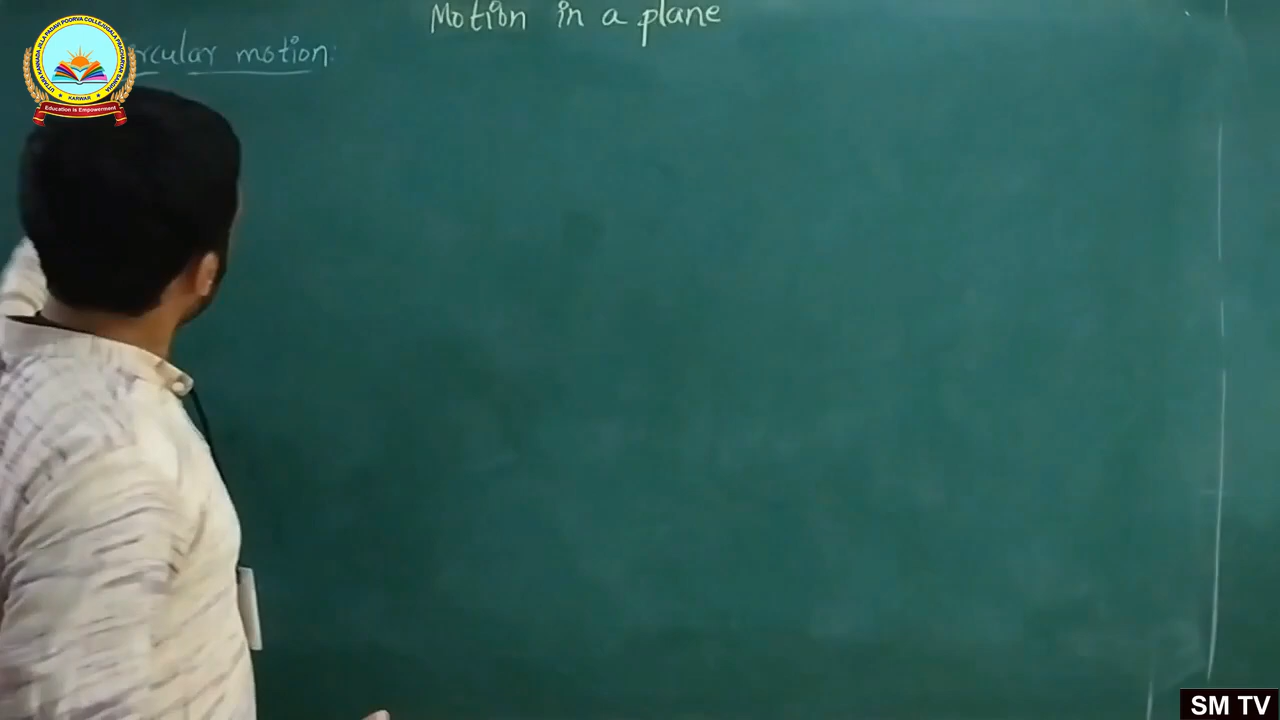 Motion in a plane
rcular motion:
KARWAR
Education is Empowerment
SM TV